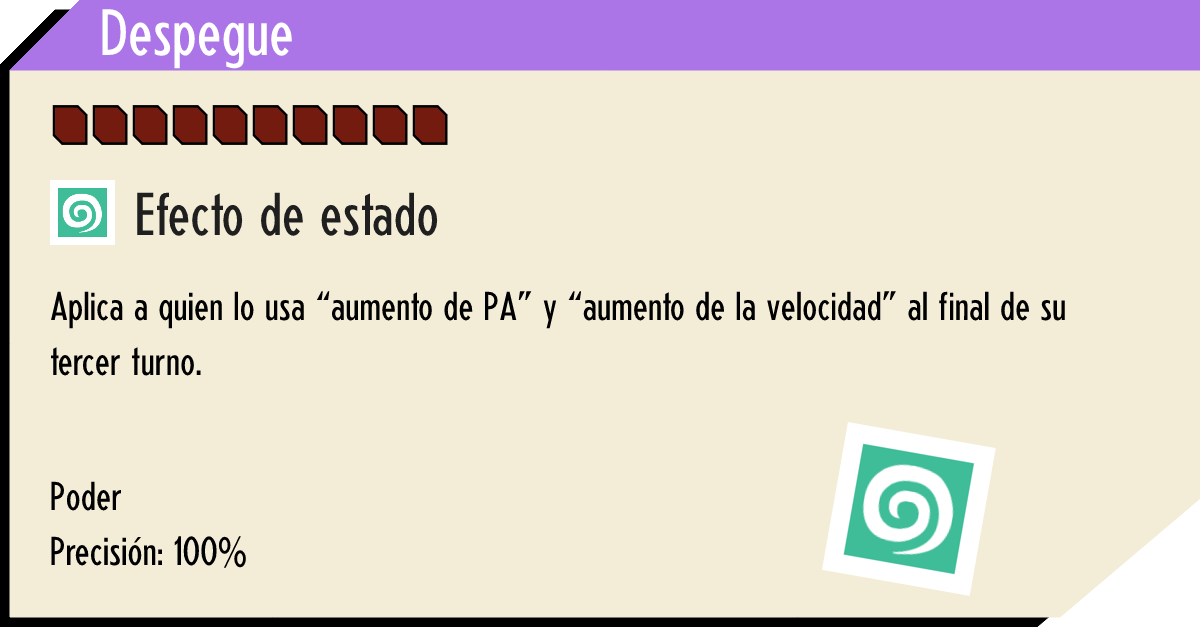 Despegue
Efecto de estado
Aplica a quien lo usa “aumento de PA” y “aumento de la velocidad” al final de su
tercer turno.
Poder
Precisión: 100%